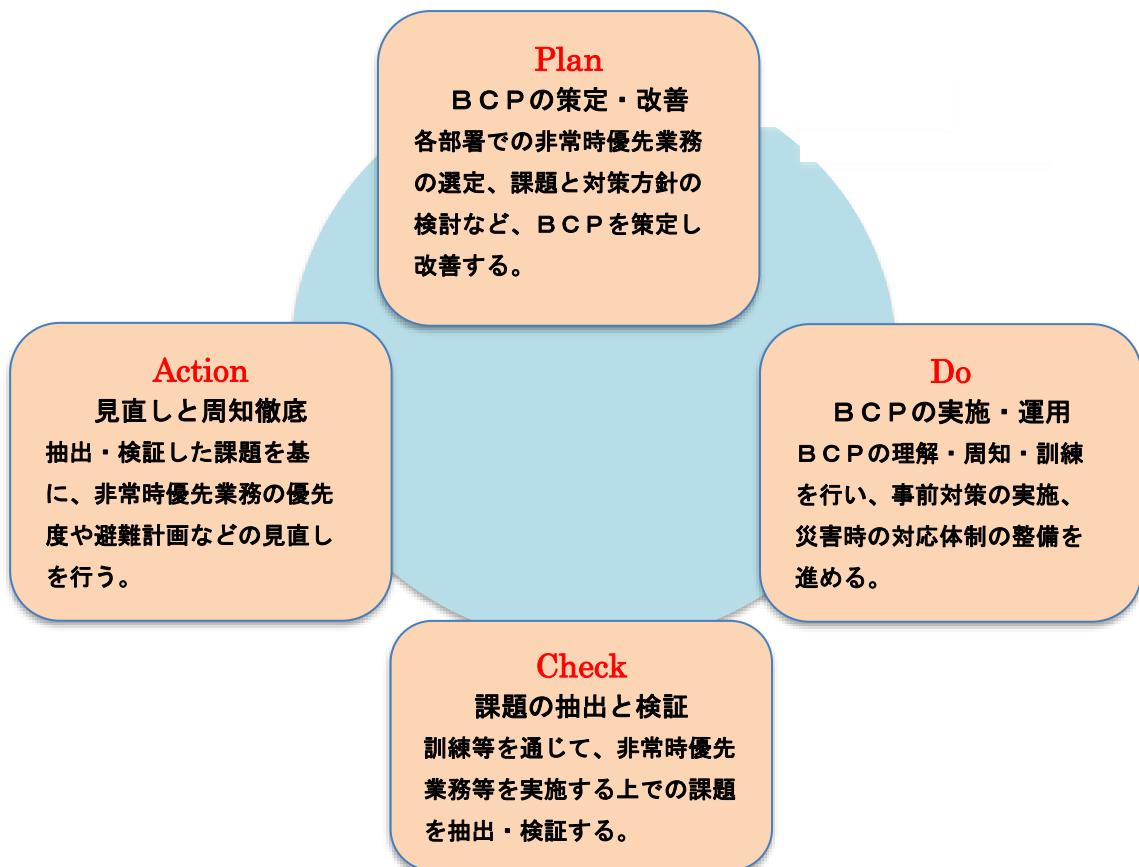 Plan
ＢＣＰの策定・改善
各部署での非常時優先業務
の選定、課題と対策方針の
検討など、ＢＣＰを策定し
改善する。
Action
見直しと周知徹底
抽出・検証した課題を基
に、非常時優先業務の優先
度や避難計画などの見直し
を行う。
Do
ＢＣＰの実施・運用
ＢＣＰの理解・周知・訓練
を行い、事前対策の実施、
災害時の対応体制の整備を
進める。
Check
課題の抽出と検証
訓練等を通じて、非常時優先
業務等を実施する上での課題
を抽出・検証する。